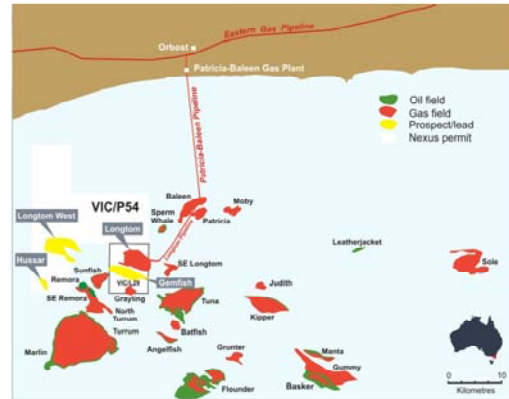 Eastern Gas Pipeline
Orbost
Patricia-Baleen Gas Plant
Patricia-Baleen Pipeline
Oil field
Gas field
Prospect/lead
Nexus permit
VIC/P54
Baleen
Moby
Sperm
Whale
Patricia
Longtom West
Longtom
Longtom Pipeline
Leatherjacket
Sole
Hussar
Sunfish
SE Longtom
Remora
VIC/L29
Gemfish
Grayling
SE Remora
Tuna
Judith
North
Turrum
Kipper
Turrum
Batfish
Marlin
Angelfish
Grunter
Manta
Gummy
Basker
Flounder
0
10
Kilometres